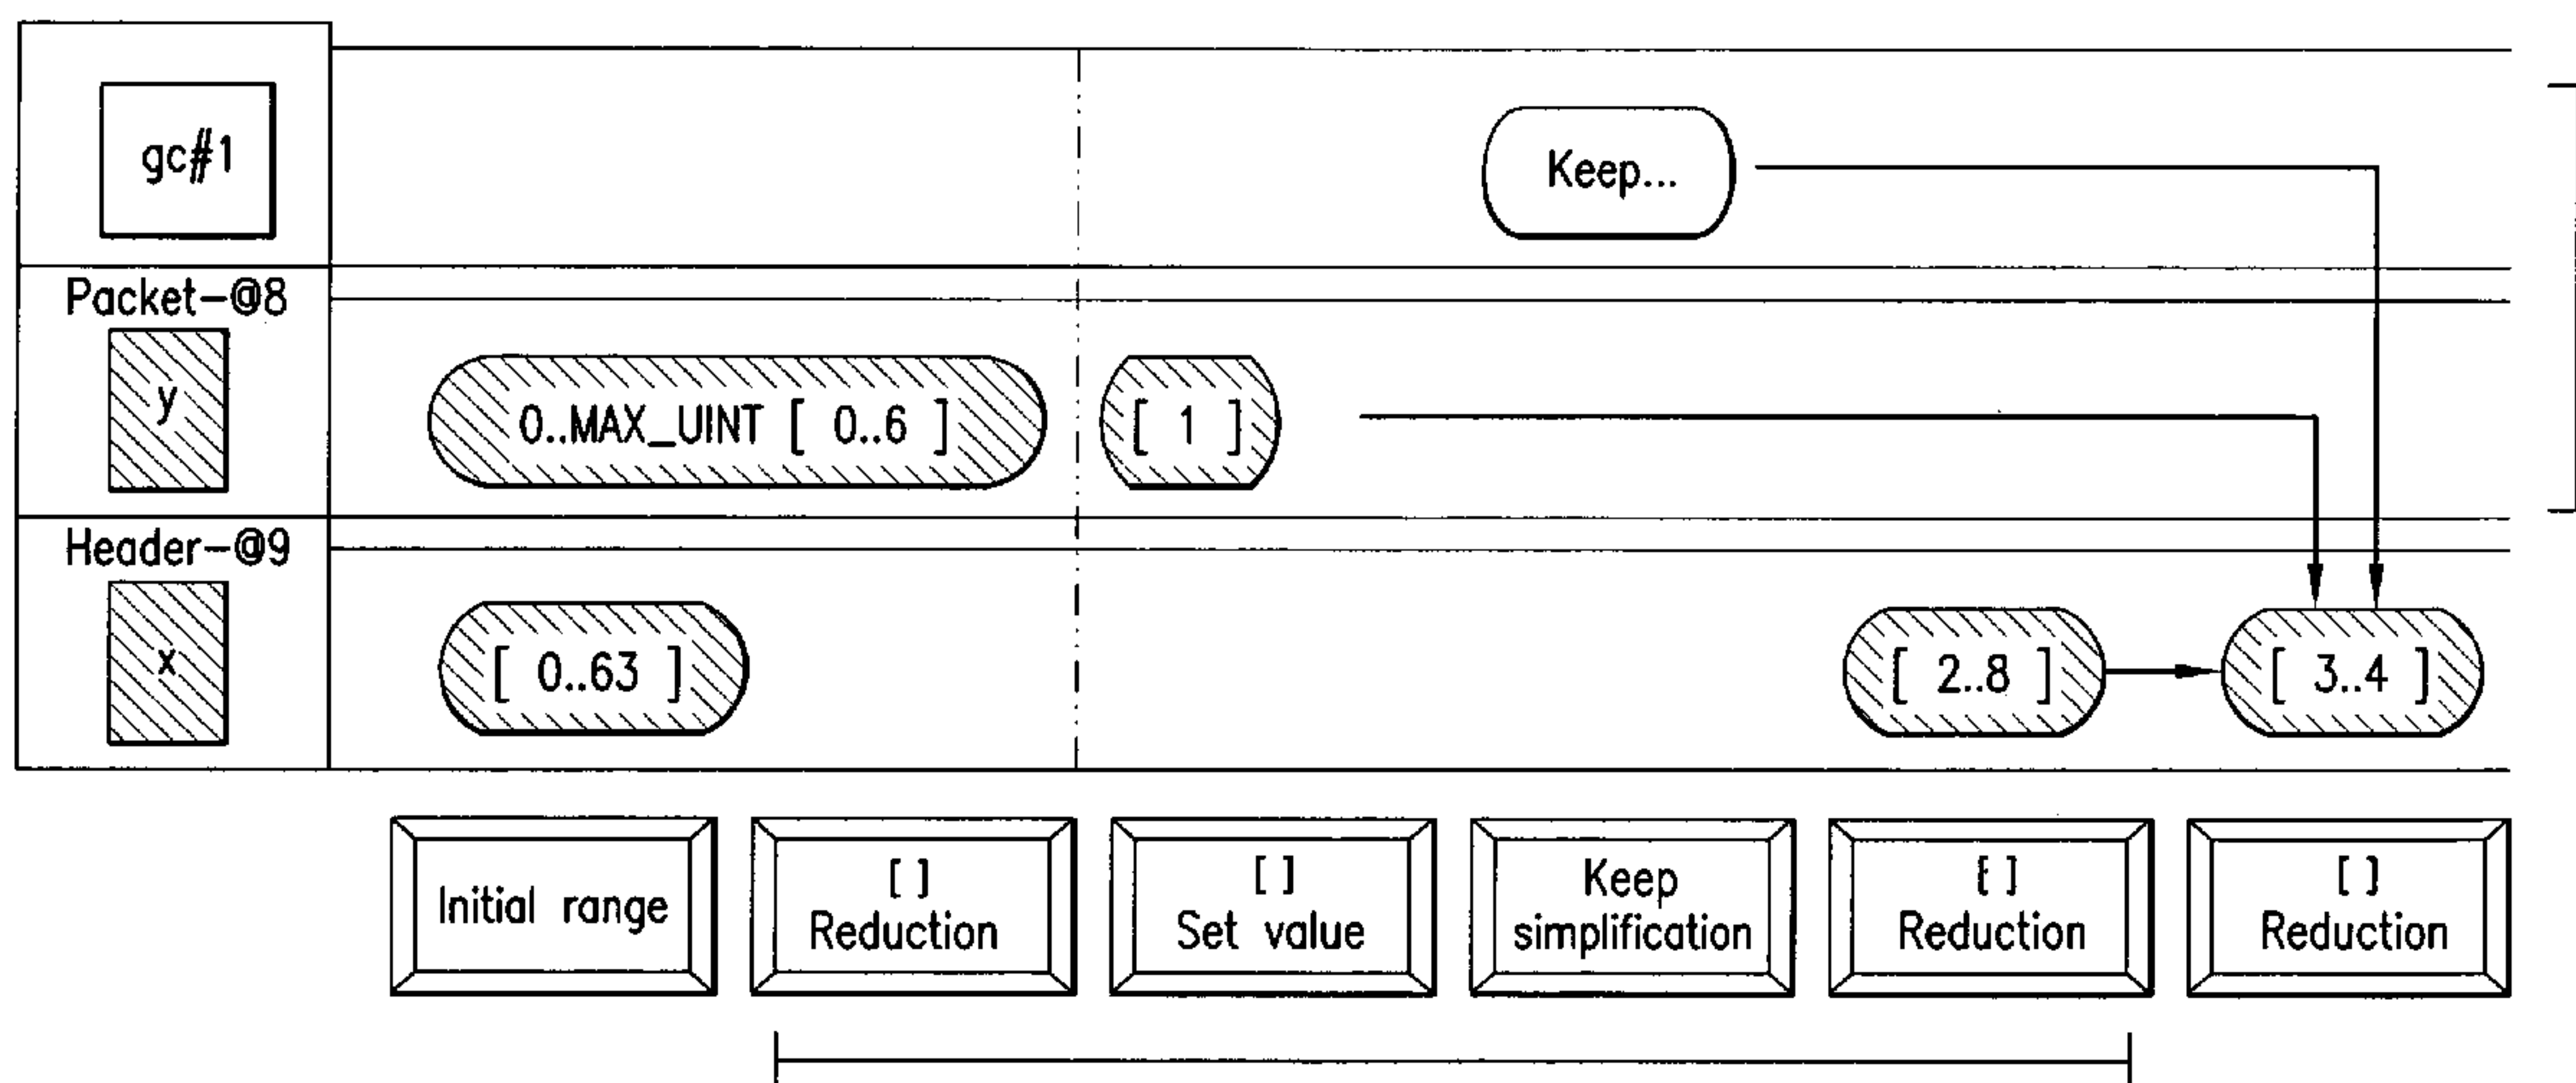 gc#1
Keep...
Packet-@8
y
0..MAX_UINT [ 0..6 ]
[ 1 ]
Header-@9
x
[ 0..63 ]
[ 2..8 ]
[ 3..4 ]
Initial range
[ ]
Reduction
[ ]
Set value
Keep
simplification
[ ]
Reduction
[ ]
Reduction